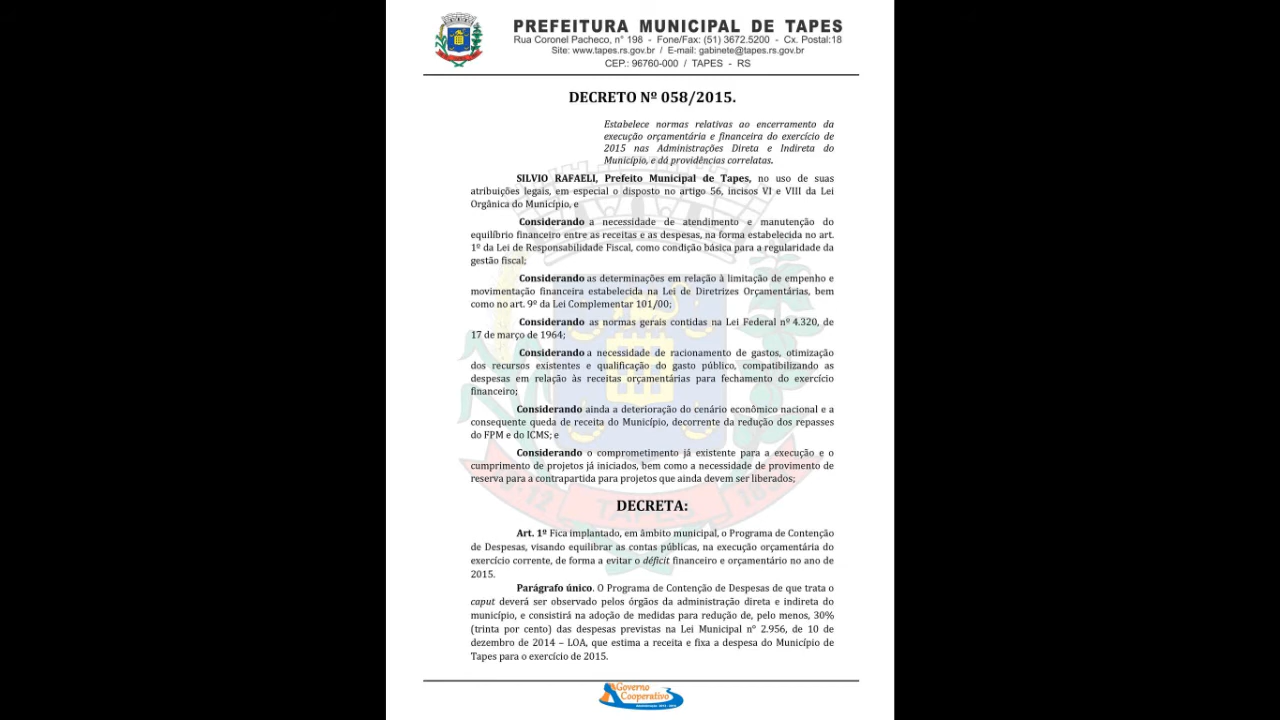 PREFEITURA MUNICIPAL DE TAPES
Rua Coronel Pacheco, n° 198 - Fone/Fax: (51) 3672.5200 - Cx. Postal:18
Site: www.tapes.rs.gov.br / E-mail: gabinete@tapes.rs.gov.br
CEP.: 96760-000 / TAPES - RS
DECRETO Nº 058/2015.
Estabelece normas relativas ao encerramento da
execução orçamentária e financeira do exercício de
2015 nas Administrações Direta e Indireta do
Município, e dá providências correlatas.
SILVIO RAFAELI, Prefeito Municipal de Tapes, no uso de suas
atribuições legais, em especial o disposto no artigo 56, incisos VI e VIII da Lei
Orgânica do Município, e
Considerando a necessidade de atendimento e manutenção do
equilíbrio financeiro entre as receitas e as despesas, na forma estabelecida no art.
1º da Lei de Responsabilidade Fiscal, como condição básica para a regularidade da
gestão fiscal;
Considerando as determinações em relação à limitação de empenho e
movimentação financeira estabelecida na Lei de Diretrizes Orçamentárias, bem
como no art. 9º da Lei Complementar 101/00;
Considerando as normas gerais contidas na Lei Federal nº 4.320, de
17 de março de 1964;
Considerando a necessidade de racionamento de gastos, otimização
dos recursos existentes e qualificação do gasto público, compatibilizando as
despesas em relação às receitas orçamentárias para fechamento do exercício
financeiro;
Considerando ainda a deterioração do cenário econômico nacional e a
consequente queda de receita do Município, decorrente da redução dos repasses
do FPM e do ICMS; e
Considerando o comprometimento já existente para a execução e o
cumprimento de projetos já iniciados, bem como a necessidade de provimento de
reserva para a contrapartida para projetos que ainda devem ser liberados;
TAPES
DECRETA:
Art. 1º Fica implantado, em âmbito municipal, o Programa de Contenção
de Despesas, visando equilibrar as contas públicas, na execução orçamentária do
exercício corrente, de forma a evitar o déficit financeiro e orçamentário no ano de
2015.
Parágrafo único. O Programa de Contenção de Despesas de que trata o
caput deverá ser observado pelos órgãos da administração direta e indireta do
município, e consistirá na adoção de medidas para redução de, pelo menos, 30%
(trinta por cento) das despesas previstas na Lei Municipal nº 2.956, de 10 de
dezembro de 2014 – LOA, que estima a receita e fixa a despesa do Município de
Tapes para o exercício de 2015.
Governo
Cooperativo